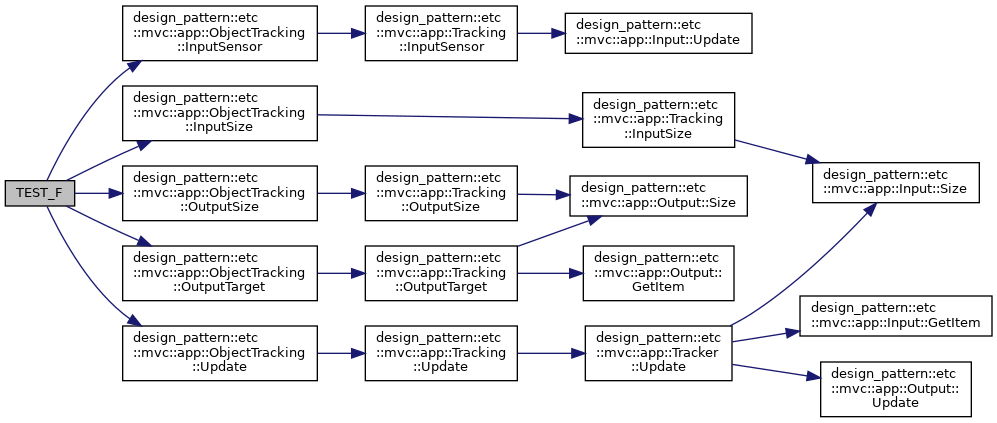 design_pattern::etc
::mvc::app::ObjectTracking
::InputSensor
design_pattern::etc
::mvc::app::Tracking
::InputSensor
design_pattern::etc
::mvc::app::Input::Update
design_pattern::etc
::mvc::app::ObjectTracking
::InputSize
design_pattern::etc
::mvc::app::Tracking
::InputSize
TEST_F
design_pattern::etc
::mvc::app::ObjectTracking
::OutputSize
design_pattern::etc
::mvc::app::Tracking
::OutputSize
design_pattern::etc
::mvc::app::Output::Size
design_pattern::etc
::mvc::app::Input::Size
design_pattern::etc
::mvc::app::ObjectTracking
::OutputTarget
design_pattern::etc
::mvc::app::Tracking
::OutputTarget
design_pattern::etc
::mvc::app::Output::
GetItem
design_pattern::etc
::mvc::app::Input::GetItem
design_pattern::etc
::mvc::app::ObjectTracking
::Update
design_pattern::etc
::mvc::app::Tracking
::Update
design_pattern::etc
::mvc::app::Tracker
::Update
design_pattern::etc
::mvc::app::Output::
Update